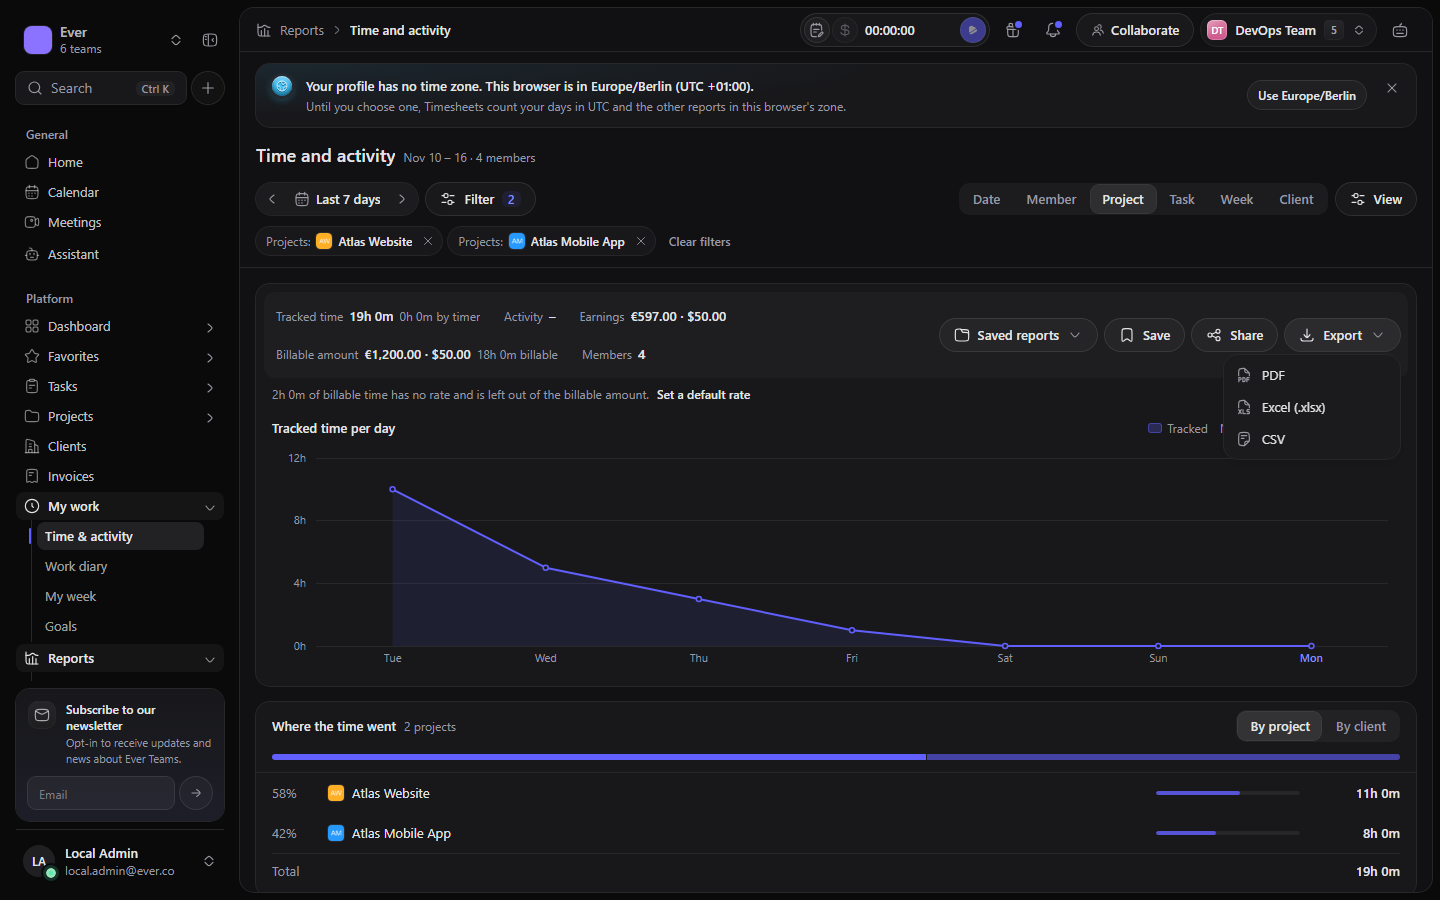 Ever
6 teams
Search Ctrl K
General
Home
Calendar
Meetings
Assistant
Platform
Dashboard
Favorites
Tasks
Projects
Clients
Invoices
My work
Time & activity
Work diary
My week
Goals
Reports
Subscribe to our
newsletter
Opt-in to receive updates and
news about Ever Teams.
Email
LA
Local Admin
local.admin@ever.co
Reports > Time and activity
00:00:00
Collaborate
DT DevOps Team 5
Your profile has no time zone. This browser is in Europe/Berlin (UTC +01:00).
Until you choose one, Timesheets count your days in UTC and the other reports in this browser's zone.
Use Europe/Berlin
Time and activity Nov 10 – 16 · 4 members
Last 7 days
Filter 2
Date Member Project Task Week Client
View
Projects: AW Atlas Website
Projects: AM Atlas Mobile App
Clear filters
Tracked time 19h 0m 0h 0m by timer Activity – Earnings €597.00 · $50.00
Billable amount €1,200.00 · $50.00 18h 0m billable Members 4
Saved reports
Save
Share
Export
PDF
Excel (.xlsx)
CSV
2h 0m of billable time has no rate and is left out of the billable amount. Set a default rate
Tracked time per day
Tracked
12h
8h
4h
0h
Tue Wed Thu Fri Sat Sun Mon
Where the time went 2 projects
By project By client
58% AW Atlas Website 11h 0m
42% AM Atlas Mobile App 8h 0m
Total 19h 0m